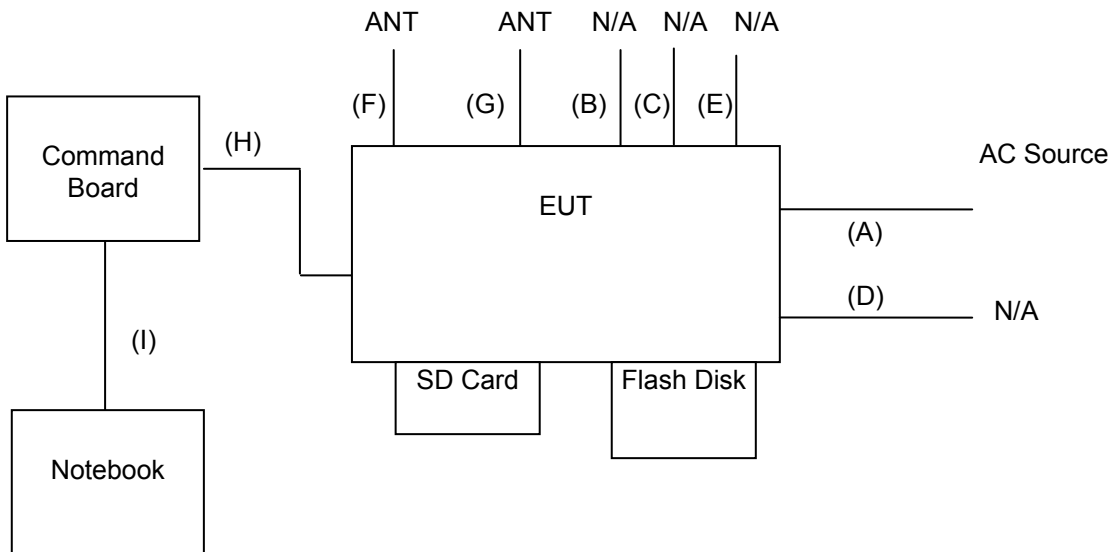 ANT ANT N/A N/A N/A
(F) (G) (B) (C) (E)
Command
Board
(H)
EUT
AC Source
(A)
(D)
N/A
(I)
SD Card
Flash Disk
Notebook